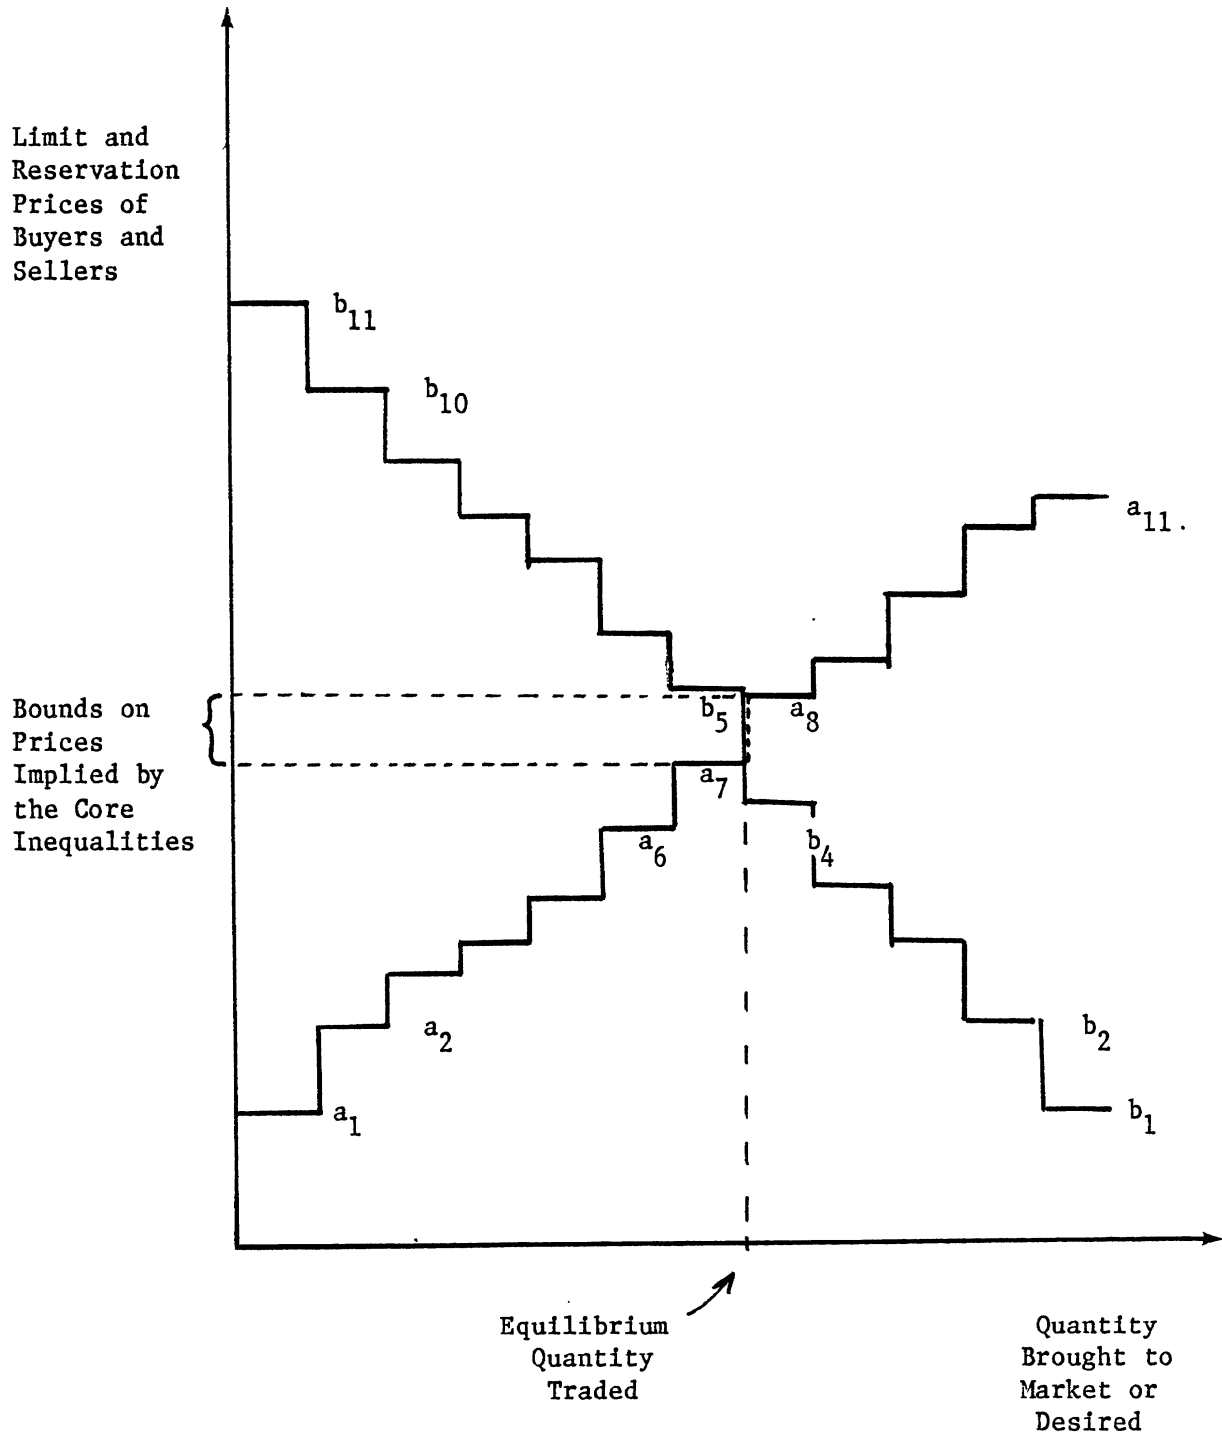 Limit and
Reservation
Prices of
Buyers and
Sellers
b11
b10
a11.
Bounds on
Prices
Implied by
the Core
Inequalities
b5
a8
a7
a6
b4
a2
b2
a1
b1
Equilibrium
Quantity
Traded
Quantity
Brought to
Market or
Desired